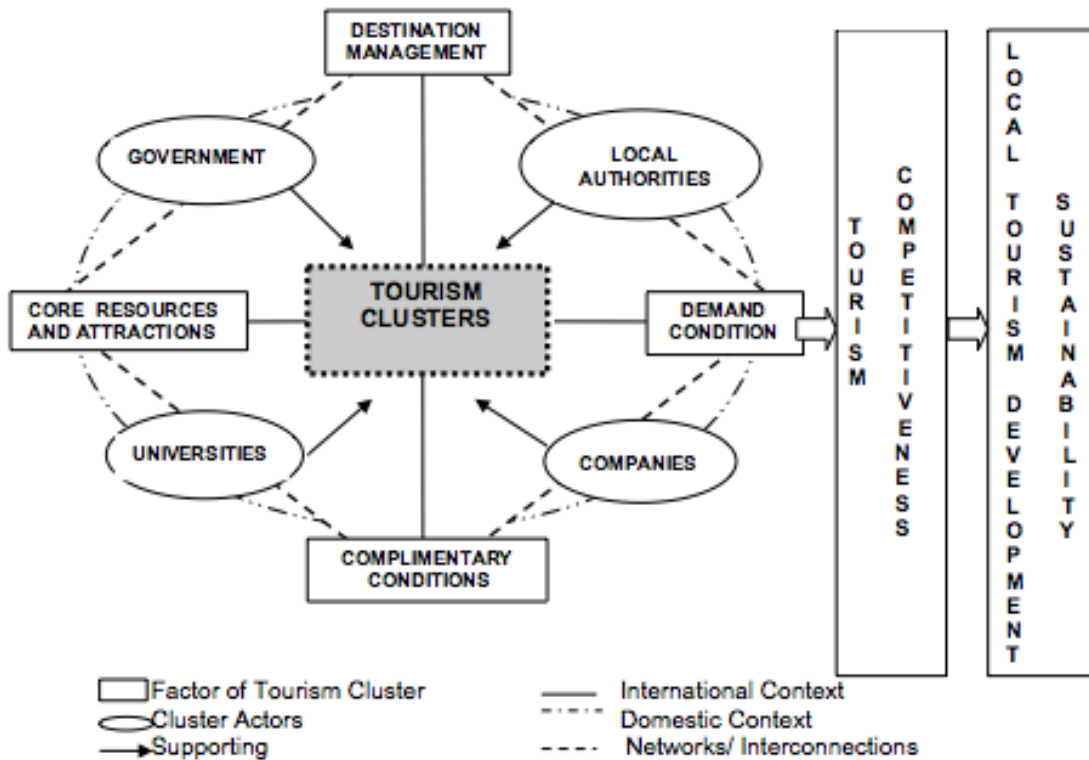 DESTINATION
MANAGEMENT
GOVERNMENT
LOCAL
AUTHORITIES
TOURISM
CLUSTERS
CORE RESOURCES
AND ATTRACTIONS
DEMAND
CONDITION
UNIVERSITIES
COMPANIES
COMPLIMENTARY
CONDITIONS
TOURISM
COMPETITIVENESS
LOCAL TOURISM DEVELOPMENT
SUSTAINABILITY
Factor of Tourism Cluster
Cluster Actors
Supporting
International Context
Domestic Context
Networks/ Interconnections